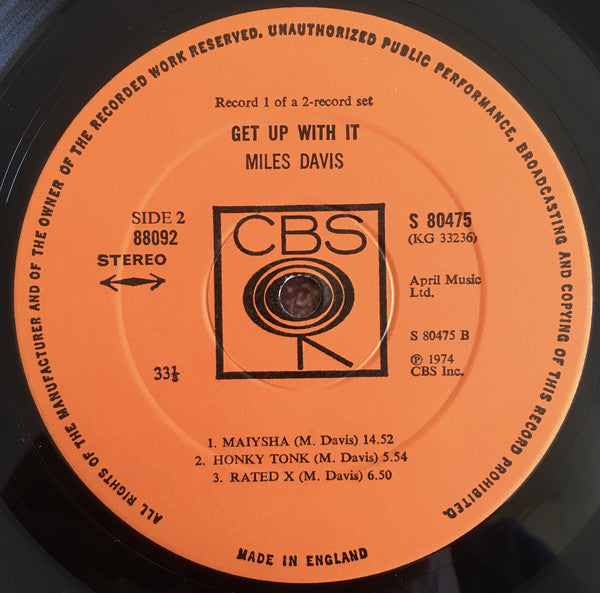 ALL RIGHTS OF THE MANUFACTURER AND OF THE OWNER OF THE RECORDED WORK RESERVED. UNAUTHORIZED PUBLIC PERFORMANCE, BROADCASTING AND COPYING OF THIS RECORD PROHIBITED.
Record 1 of a 2-record set
GET UP WITH IT
MILES DAVIS
SIDE 2
88092
STEREO
33⅓
CBS
S 80475
(KG 33236)
April Music
Ltd.
S 80475 B
℗ 1974
CBS Inc.
1. MAIYSHA (M. Davis) 14.52
2. HONKY TONK (M. Davis) 5.54
3. RATED X (M. Davis) 6.50
MADE IN ENGLAND